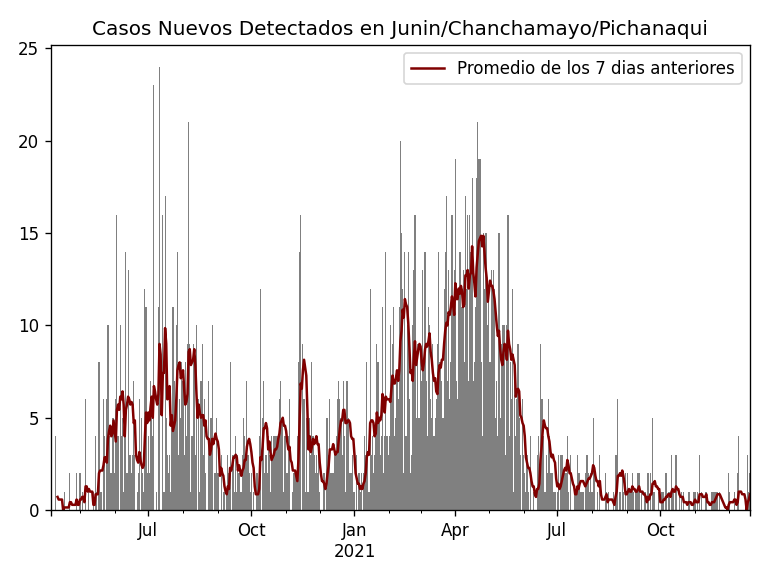 Casos Nuevos Detectados en Junin/Chanchamayo/Pichanaqui
Promedio de los 7 dias anteriores
25
20
15
10
5
0
Jul Oct Jan Apr Jul Oct
2021